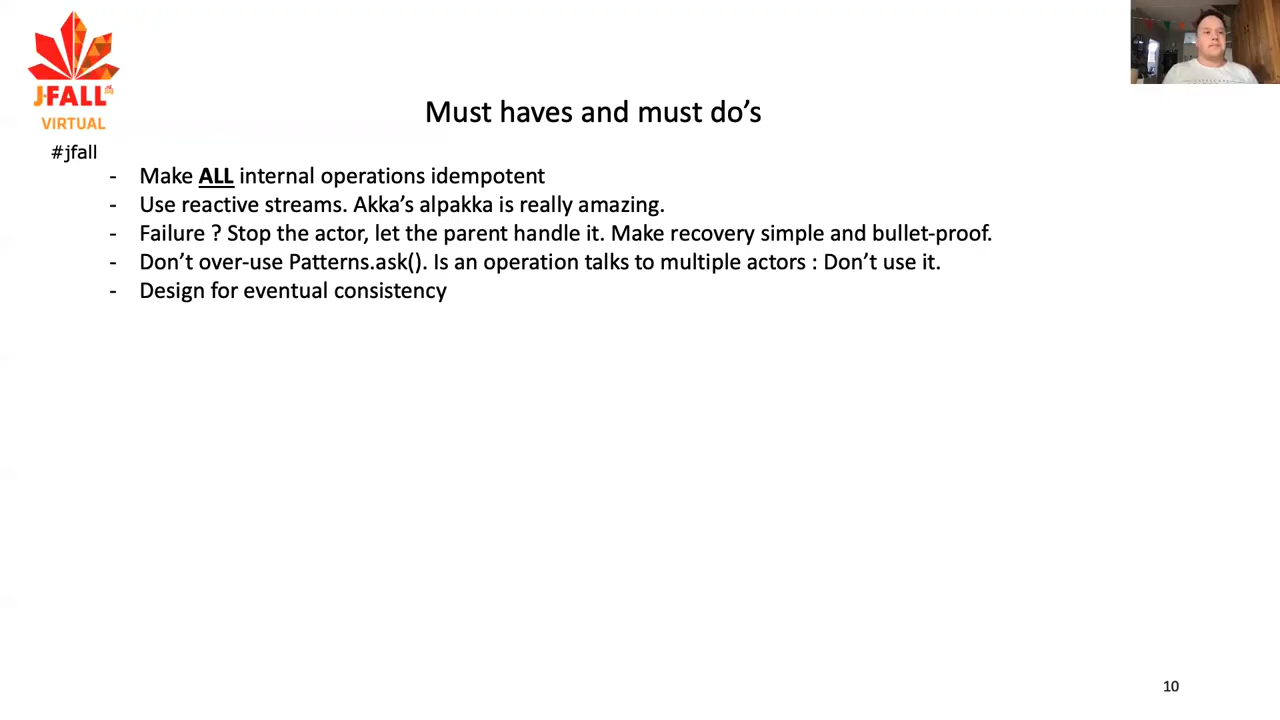 J-FALL
VIRTUAL
#jfall
Must haves and must do’s
- Make ALL internal operations idempotent
- Use reactive streams. Akka’s alpakka is really amazing.
- Failure ? Stop the actor, let the parent handle it. Make recovery simple and bullet-proof.
- Don’t over-use Patterns.ask(). Is an operation talks to multiple actors : Don’t use it.
- Design for eventual consistency
10